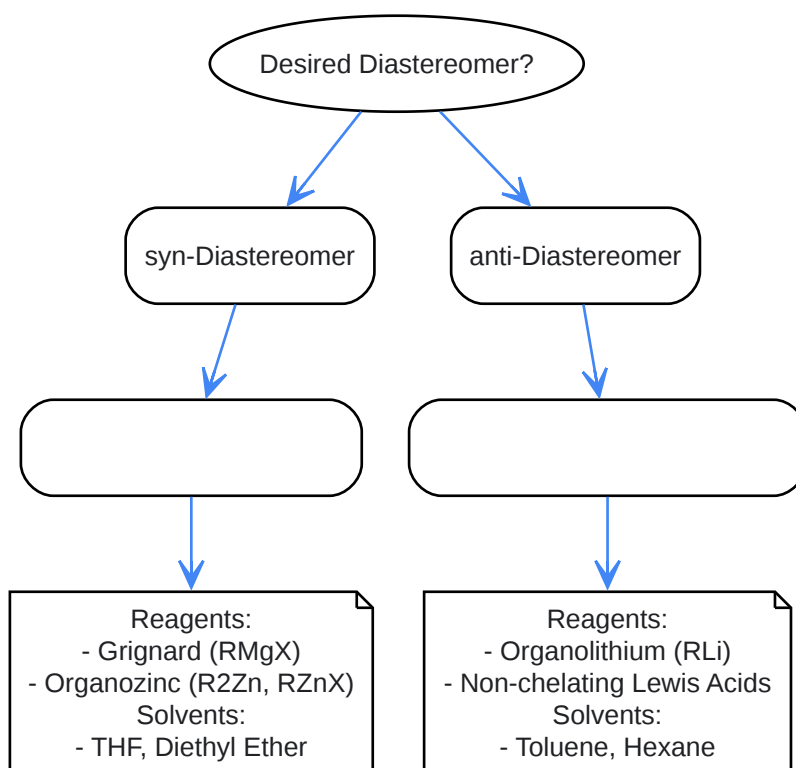 Desired Diastereomer?
syn-Diastereomer
anti-Diastereomer
Reagents:
- Grignard (RMgX)
- Organozinc (R2Zn, RZnX)
Solvents:
- THF, Diethyl Ether
Reagents:
- Organolithium (RLi)
- Non-chelating Lewis Acids
Solvents:
- Toluene, Hexane